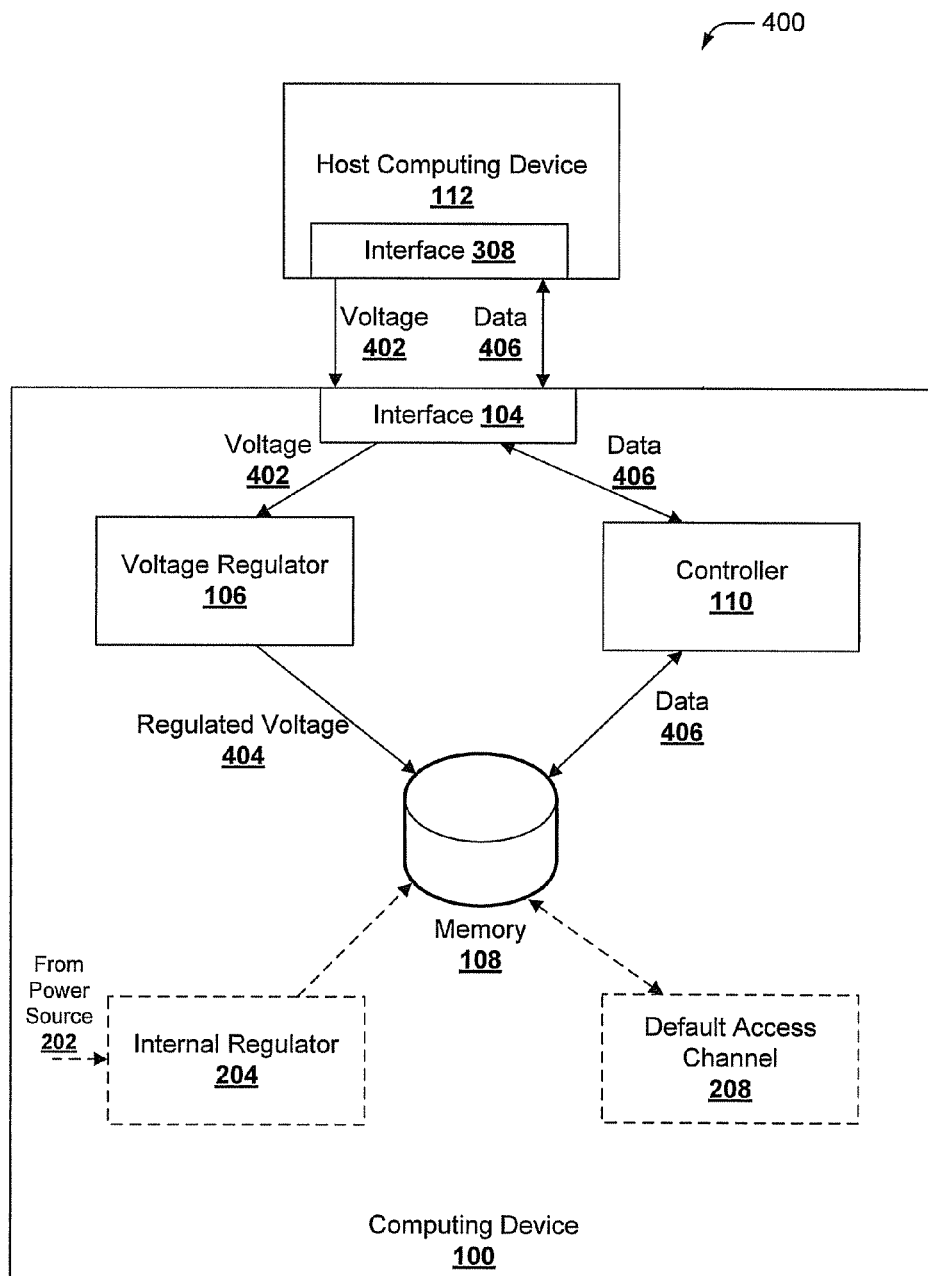 400
Host Computing Device
112
Interface 308
Voltage
402
Data
406
Interface 104
Voltage
402
Data
406
Voltage Regulator
106
Controller
110
Regulated Voltage
404
Data
406
Memory
108
From
Power
Source
202
Internal Regulator
204
Default Access
Channel
208
Computing Device
100